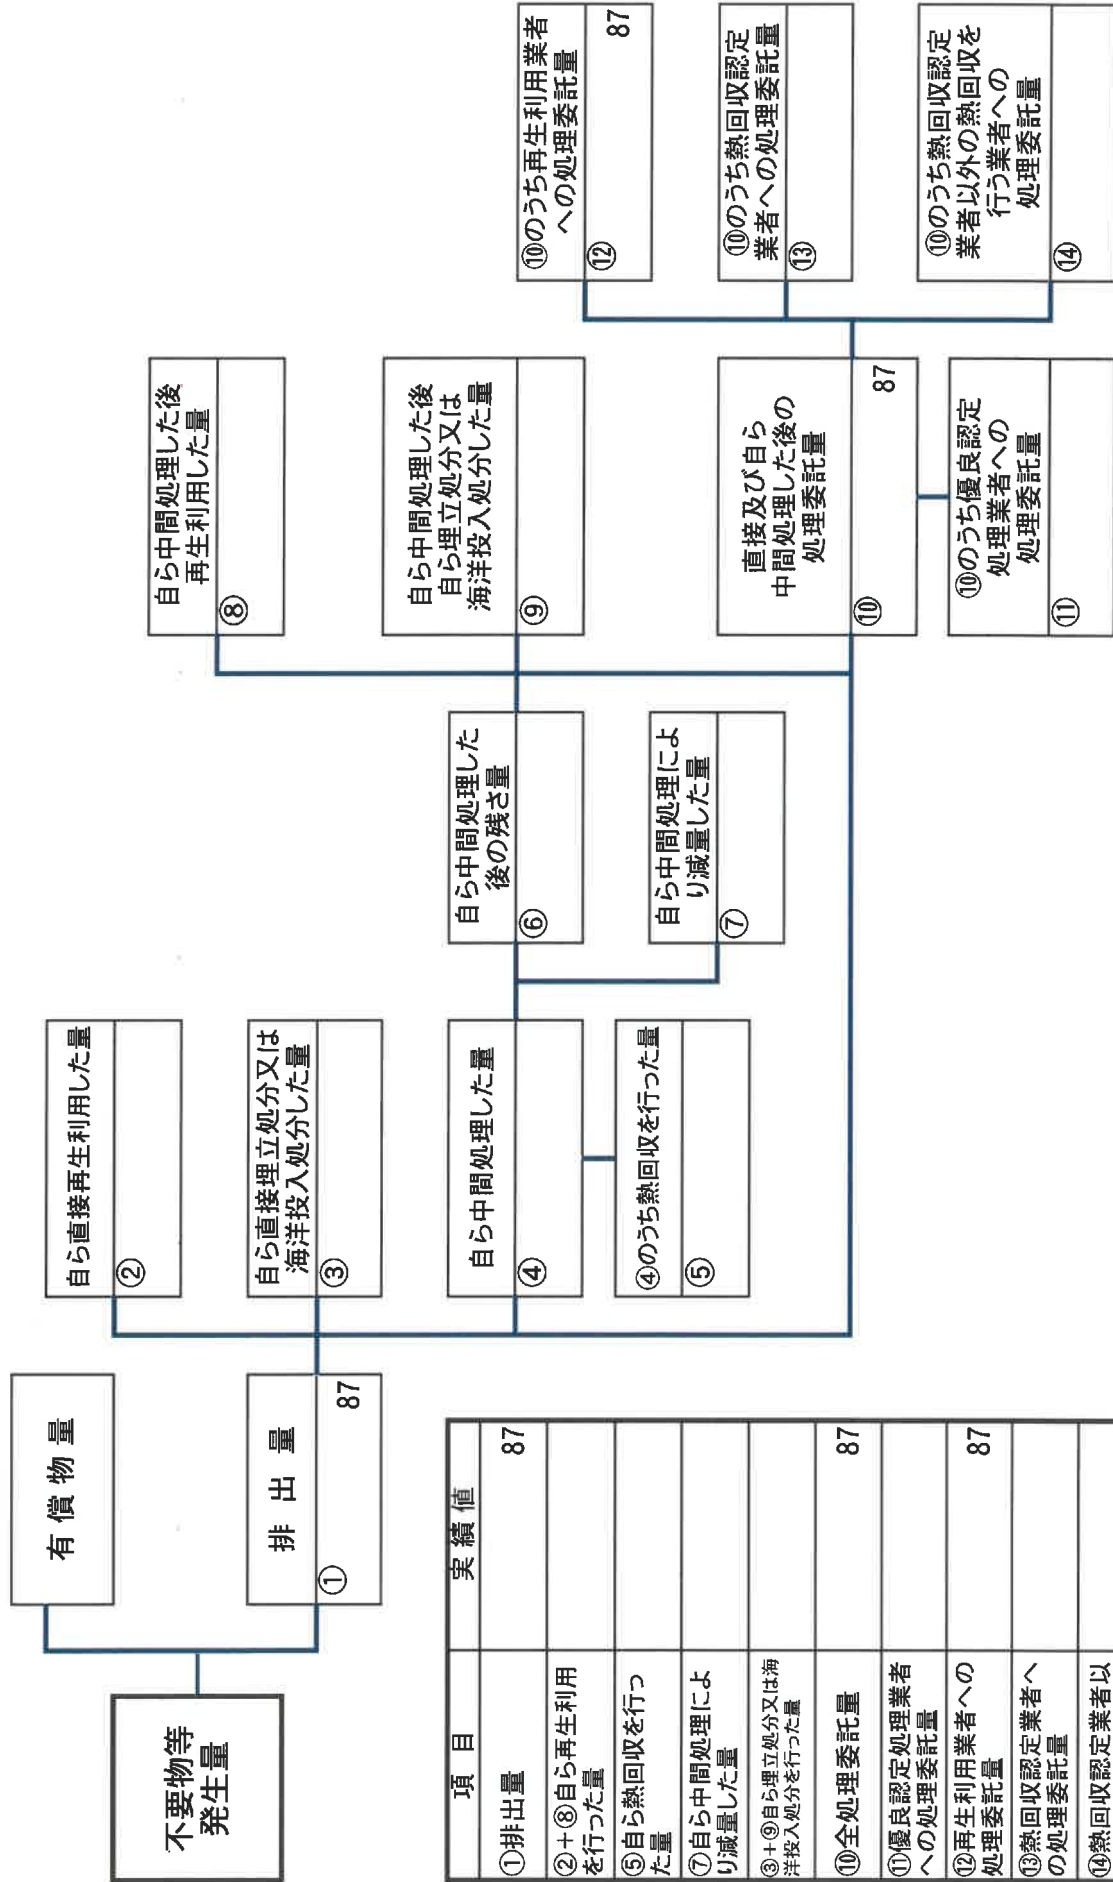 不要物等
発生量
有償物量
排出量
① 87
自ら直接再生利用した量
②
自ら直接埋立処分又は
海洋投入処分した量
③
自ら中間処理した量
④
④のうち熱回収を行った量
⑤
自ら中間処理した
後の残さ量
⑥
自ら中間処理によ
り減量した量
⑦
自ら中間処理した後
再生利用した量
⑧
自ら中間処理した後
自ら埋立処分又は
海洋投入処分した量
⑨
直接及び自ら
中間処理した後の
処理委託量
⑩ 87
⑩のうち優良認定
処理業者への
処理委託量
⑪
⑩のうち再生利用業者
への処理委託量
⑫ 87
⑩のうち熱回収認定
業者への処理委託量
⑬
⑩のうち熱回収認定
業者以外の熱回収を
行う業者への
処理委託量
⑭
項目 実績値
①排出量 87
②+⑧自ら再生利用
を行った量
⑤自ら熱回収を行っ
た量
⑦自ら中間処理によ
り減量した量
③+⑨自ら埋立処分又は海
洋投入処分を行った量
⑩全処理委託量 87
⑪優良認定処理業者
への処理委託量
⑫再生利用業者への
処理委託量 87
⑬熱回収認定業者へ
の処理委託量
⑭熱回収認定業者以